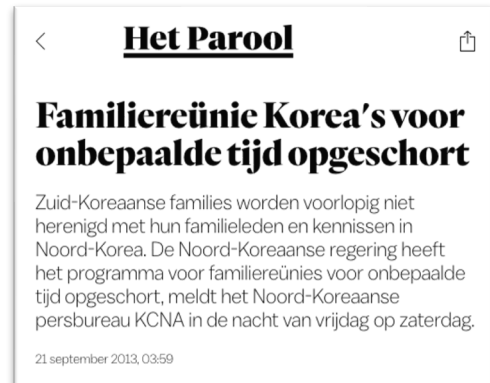 Het Parool
Familiereünie Korea's voor
onbepaalde tijd opgeschort
Zuid-Koreaanse families worden voorlopig niet
herenigd met hun familieleden en kennissen in
Noord-Korea. De Noord-Koreaanse regering heeft
het programma voor familiereünies voor onbepaalde
tijd opgeschort, meldt het Noord-Koreaanse
persbureau KCNA in de nacht van vrijdag op zaterdag.
21 september 2013, 03:59